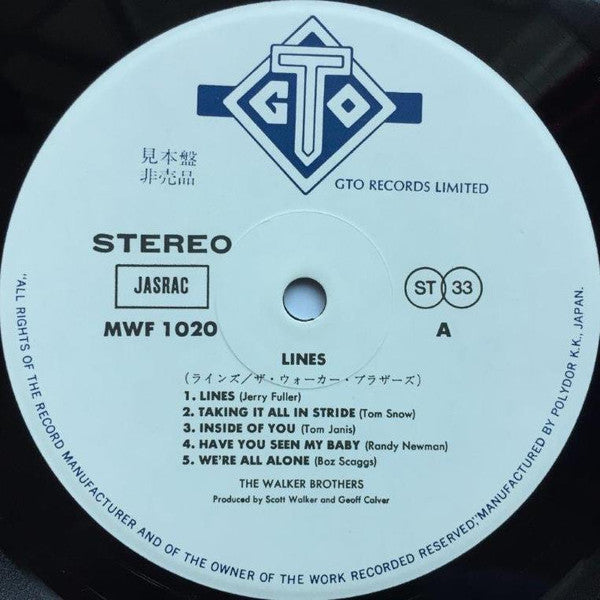 GTO
見本盤
非売品
GTO RECORDS LIMITED
STEREO
JASRAC
ST 33
MWF 1020
A
LINES
(ラインズ/ザ・ウォーカー・ブラザーズ)
1. LINES (Jerry Fuller)
2. TAKING IT ALL IN STRIDE (Tom Snow)
3. INSIDE OF YOU (Tom Janis)
4. HAVE YOU SEEN MY BABY (Randy Newman)
5. WE'RE ALL ALONE (Boz Scaggs)
THE WALKER BROTHERS
Produced by Scott Walker and Geoff Calver
"ALL RIGHTS OF THE RECORD MANUFACTURER AND OF THE OWNER OF THE WORK RECORDED RESERVED;"MANUFACTURED BY POLYDOR K.K., JAPAN.